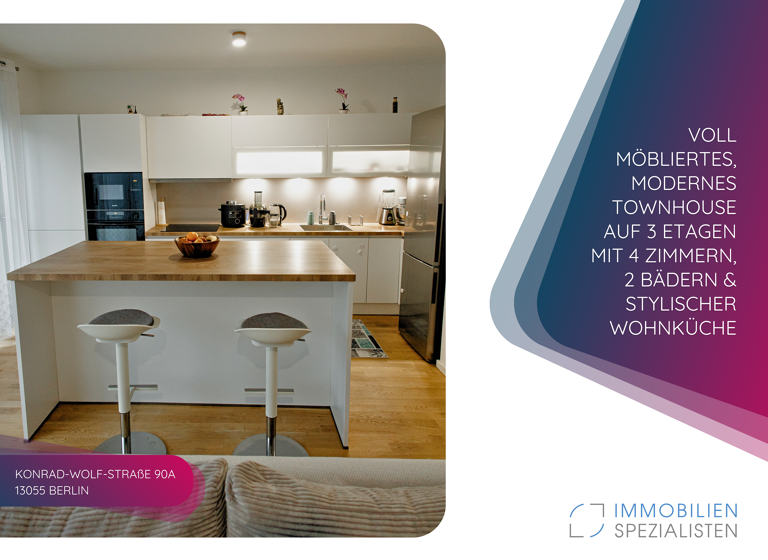 VOLL
MÖBLIERTES,
MODERNES
TOWNHOUSE
AUF 3 ETAGEN
MIT 4 ZIMMERN,
2 BÄDERN &
STYLISCHER
WOHNKÜCHE
KONRAD-WOLF-STRAßE 90A
13055 BERLIN
IMMOBILIEN
SPEZIALISTEN